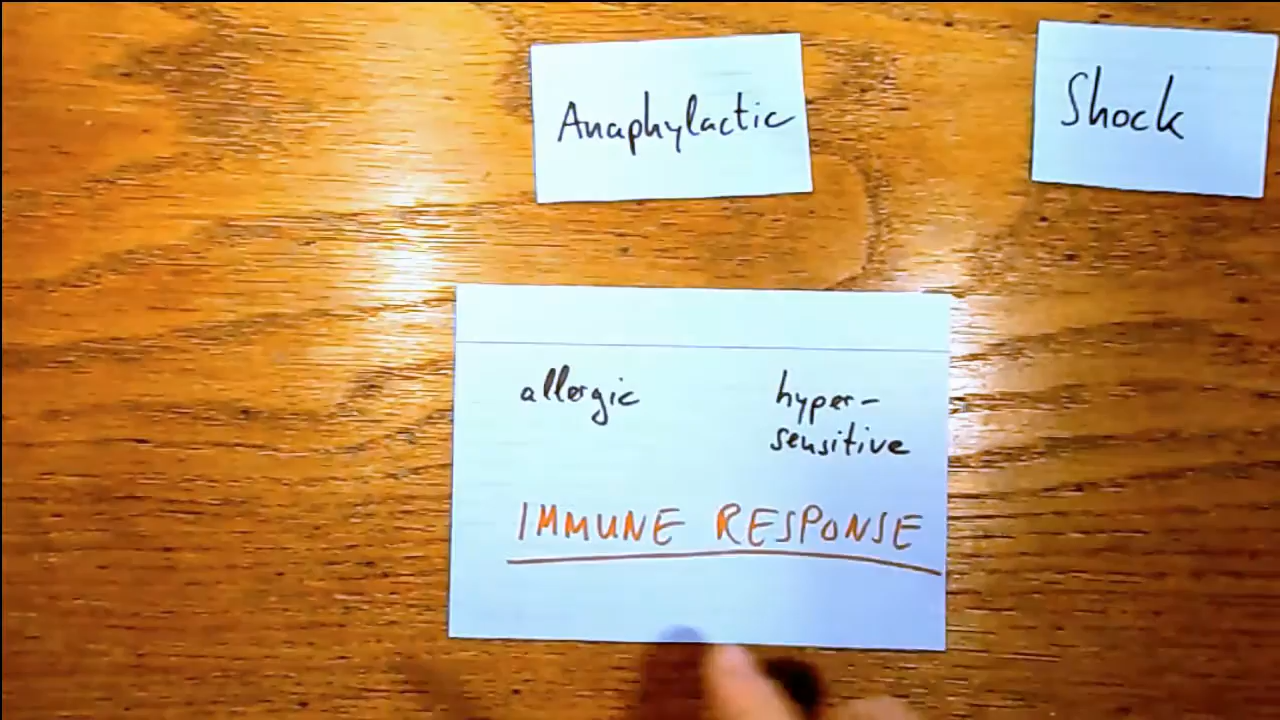 Anaphylactic
Shock
allergic
hyper-
sensitive
IMMUNE RESPONSE